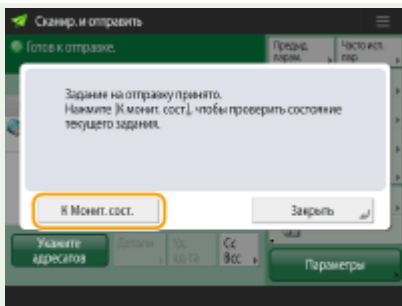 Сканир. и отправить
Готов к отправке.
Предыд. парам.
Часто исп. пар.
Задание на отправку принято.
Нажмите [К монит. сост.], чтобы проверить состояние
текущего задания.
К Монит. сост.
Закрыть
Укажите
адресатов
Детали
Cc
Bcc
Параметры